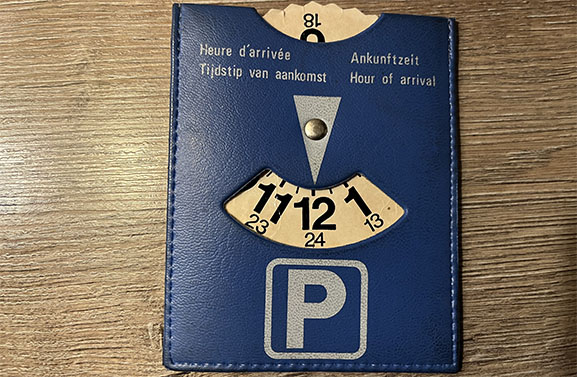 18
Heure d'arrivée Ankunftzeit
Tijdstip van aankomst Hour of arrival
11 12 1
23 24 13
P